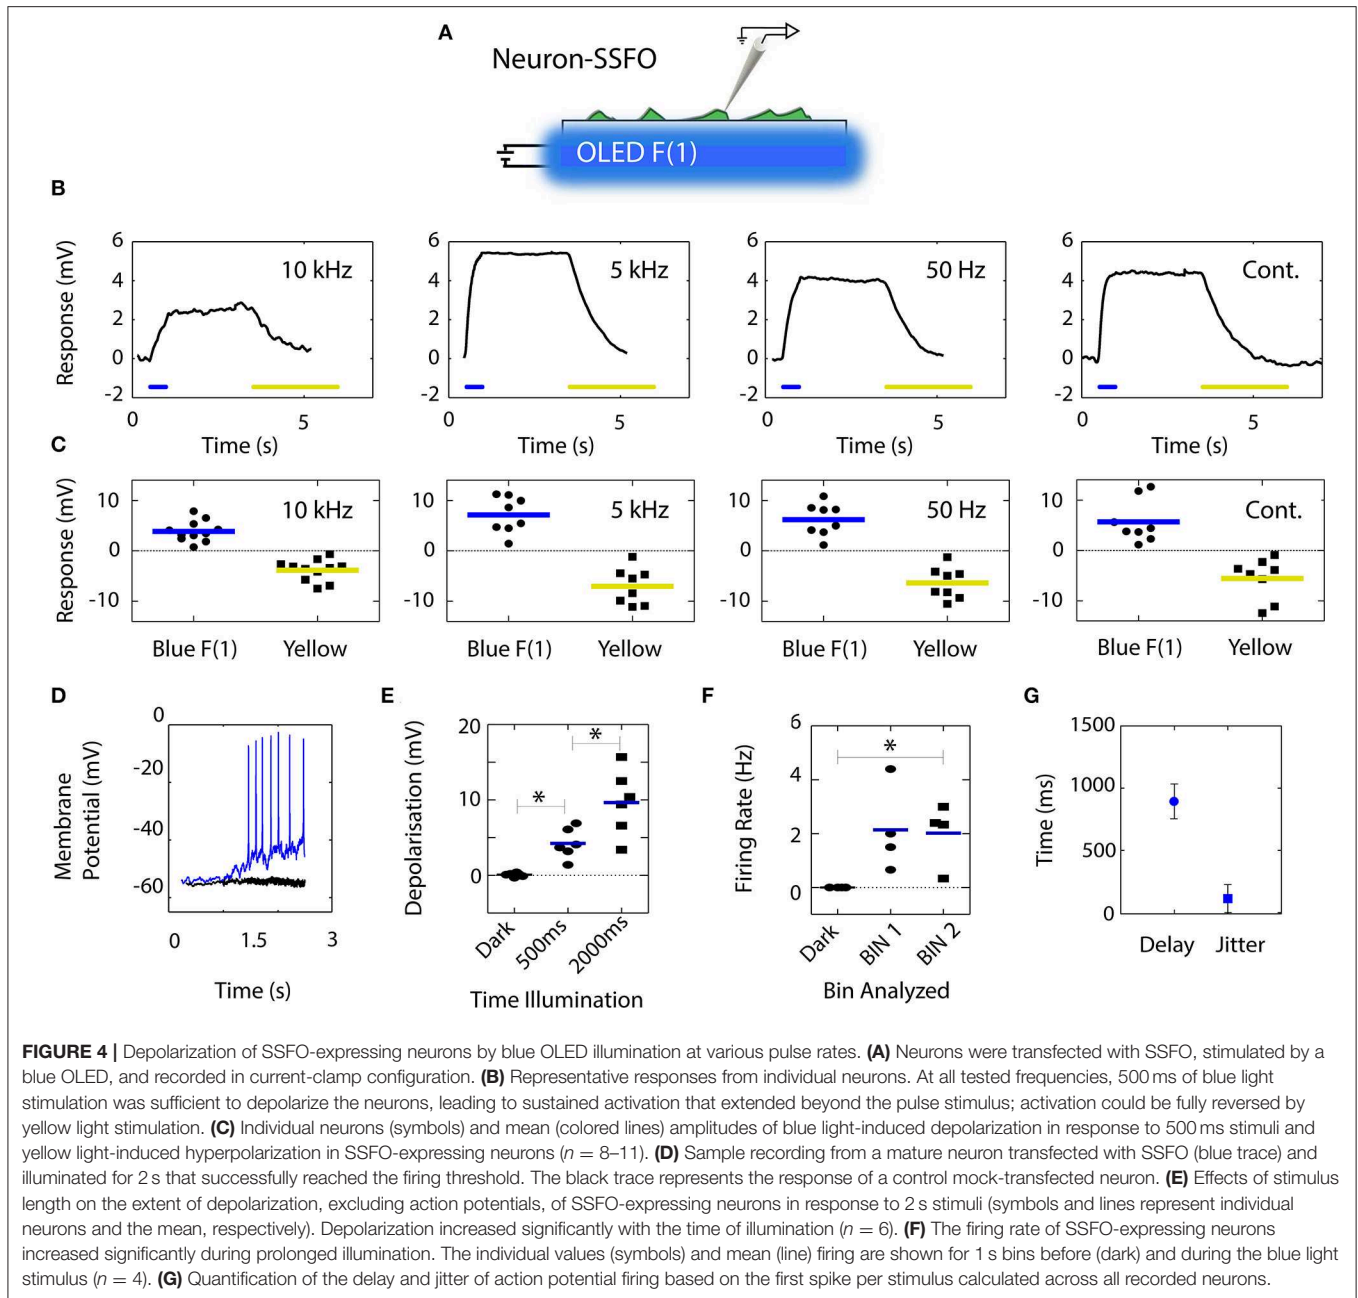 A
Neuron-SSFO
OLED F(1)
B
Response (mV)
6
4
2
0
-2
10 kHz
0
5
Time (s)
6
4
2
0
-2
5 kHz
0
5
Time (s)
6
4
2
0
-2
50 Hz
0
5
Time (s)
6
4
2
0
-2
Cont.
0
5
Time (s)
C
Response (mV)
10
0
-10
10 kHz
Blue F(1)
Yellow
10
0
-10
5 kHz
Blue F(1)
Yellow
10
0
-10
50 Hz
Blue F(1)
Yellow
10
0
-10
Cont.
Blue F(1)
Yellow
D
Membrane
Potential (mV)
0
-20
-40
-60
0
1.5
3
Time (s)
E
Depolarisation (mV)
20
10
0
*
*
Dark
500ms
2000ms
Time Illumination
F
Firing Rate (Hz)
6
4
2
0
*
Dark
BIN 1
BIN 2
Bin Analyzed
G
Time (ms)
1500
1000
500
0
Delay
Jitter
FIGURE 4 | Depolarization of SSFO-expressing neurons by blue OLED illumination at various pulse rates. (A) Neurons were transfected with SSFO, stimulated by a
blue OLED, and recorded in current-clamp configuration. (B) Representative responses from individual neurons. At all tested frequencies, 500 ms of blue light
stimulation was sufficient to depolarize the neurons, leading to sustained activation that extended beyond the pulse stimulus; activation could be fully reversed by
yellow light stimulation. (C) Individual neurons (symbols) and mean (colored lines) amplitudes of blue light-induced depolarization in response to 500 ms stimuli and
yellow light-induced hyperpolarization in SSFO-expressing neurons (n = 8–11). (D) Sample recording from a mature neuron transfected with SSFO (blue trace) and
illuminated for 2 s that successfully reached the firing threshold. The black trace represents the response of a control mock-transfected neuron. (E) Effects of stimulus
length on the extent of depolarization, excluding action potentials, of SSFO-expressing neurons in response to 2 s stimuli (symbols and lines represent individual
neurons and the mean, respectively). Depolarization increased significantly with the time of illumination (n = 6). (F) The firing rate of SSFO-expressing neurons
increased significantly during prolonged illumination. The individual values (symbols) and mean (line) firing are shown for 1 s bins before (dark) and during the blue light
stimulus (n = 4). (G) Quantification of the delay and jitter of action potential firing based on the first spike per stimulus calculated across all recorded neurons.